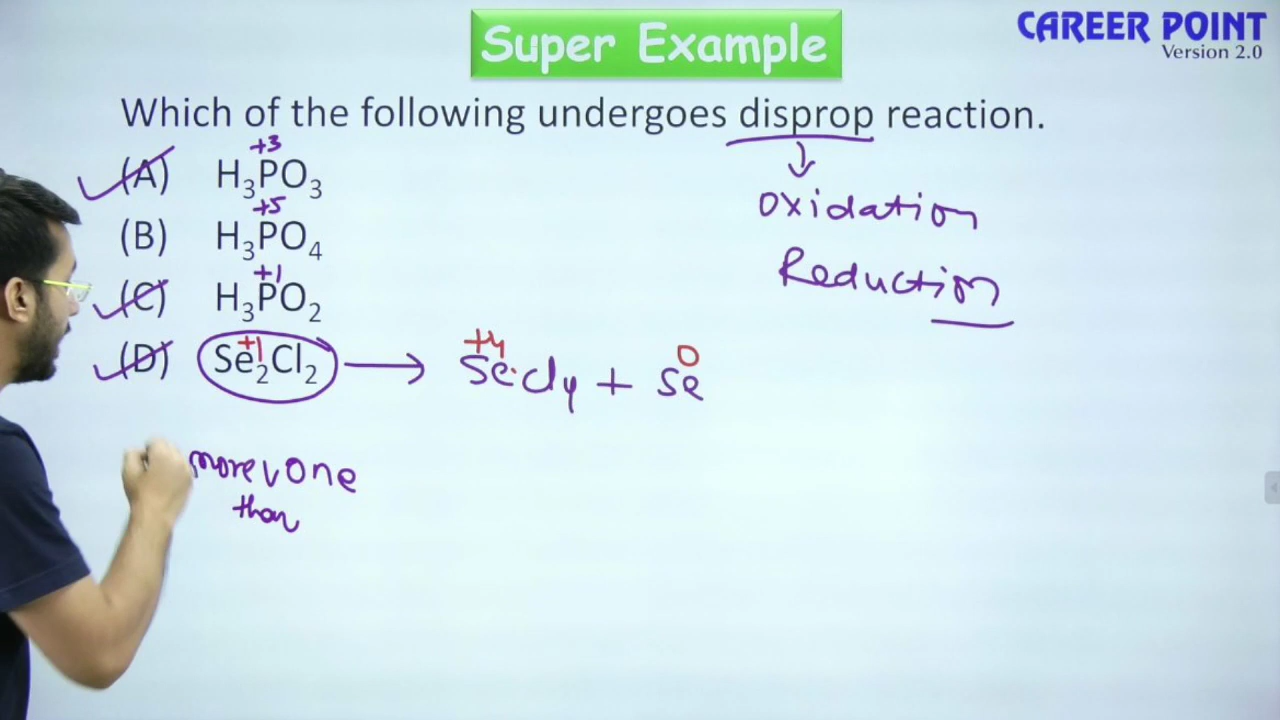 Super Example
CAREER POINT
Version 2.0
Which of the following undergoes disprop reaction.
+3
(A) H₃PO₃
+5
(B) H₃PO₄
+1
(C) H₃PO₂
+1 +4 0
(D) Se₂Cl₂ → SeCl₄ + Se
oxidation
Reduction
more one
than